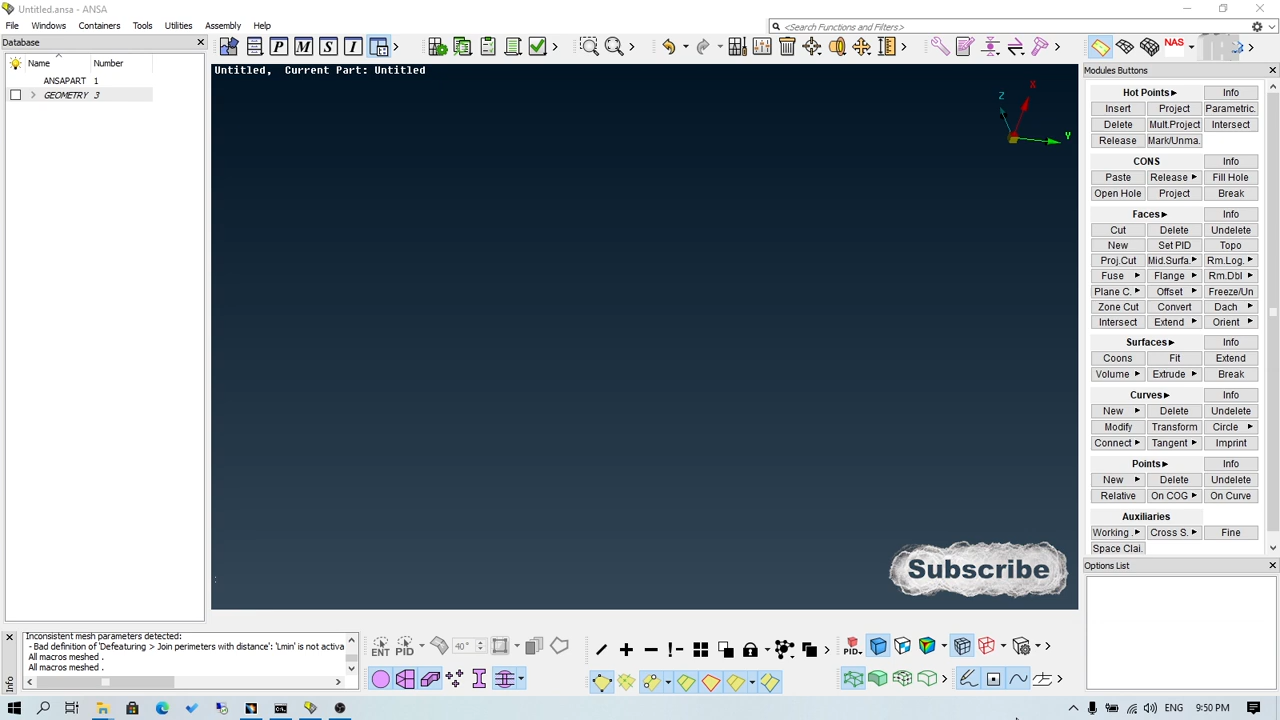 Untitled.ansa - ANSA
File Windows Containers Tools Utilities Assembly Help
<Search Functions and Filters>
Database
P M S I
NAS
Name Number
ANSAPART 1
GEOMETRY 3
Untitled, Current Part: Untitled
X
Z
Y
Modules Buttons
Hot Points Info
Insert Project Parametric.
Delete Mult.Project Intersect
Release Mark/Unma.
CONS Info
Paste Release Fill Hole
Open Hole Project Break
Faces Info
Cut Delete Undelete
New Set PID Topo
Proj.Cut Mid.Surfa. Rm.Log.
Fuse Flange Rm.Dbl
Plane C. Offset Freeze/Un
Zone Cut Convert Dach
Intersect Extend Orient
Surfaces Info
Coons Fit Extend
Volume Extrude Break
Curves Info
New Delete Undelete
Modify Transform Circle
Connect Tangent Imprint
Points Info
New Delete Undelete
Relative On COG On Curve
Auxiliaries
Working . Cross S. Fine
Space Clai.
Options List
Subscribe
:
Info
Inconsistent mesh parameters detected:
- Bad definition of 'Defeaturing > Join perimeters with distance': 'Lmin' is not activa
All macros meshed .
All macros meshed .
ENT PID 40°
PID
ENG 9:50 PM